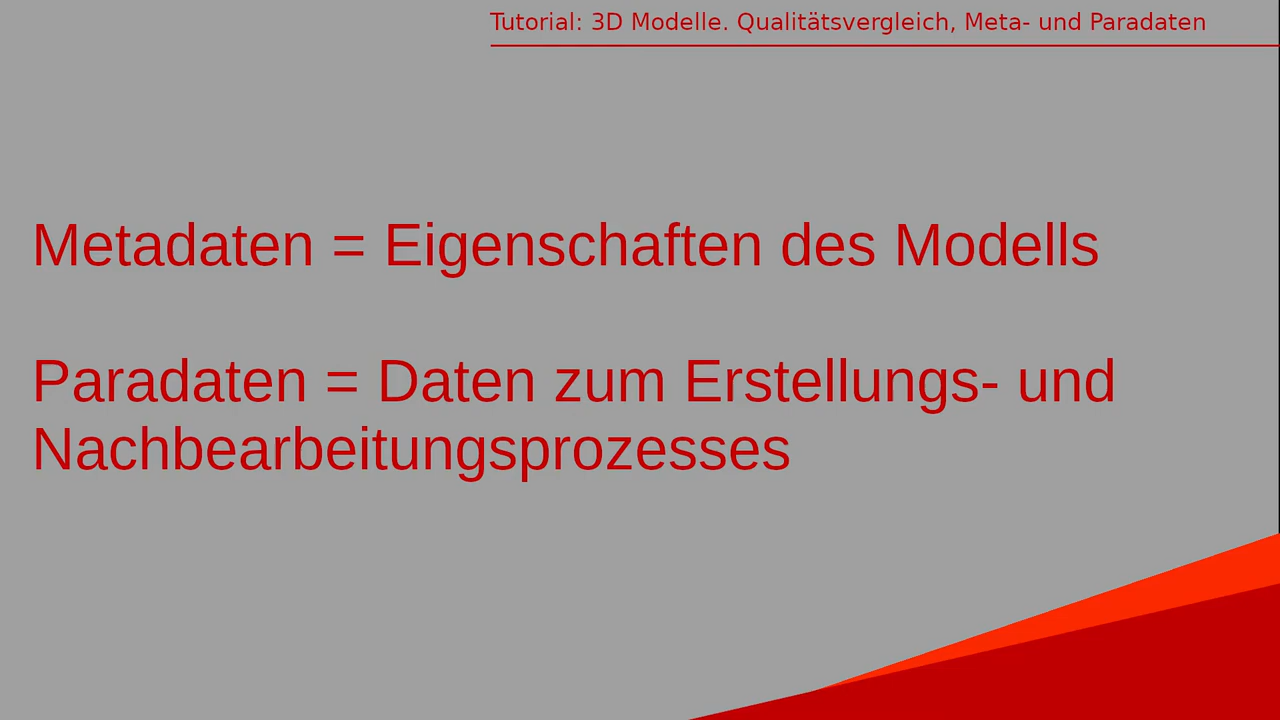 Tutorial: 3D Modelle. Qualitätsvergleich, Meta- und Paradaten
Metadaten = Eigenschaften des Modells
Paradaten = Daten zum Erstellungs- und
Nachbearbeitungsprozesses